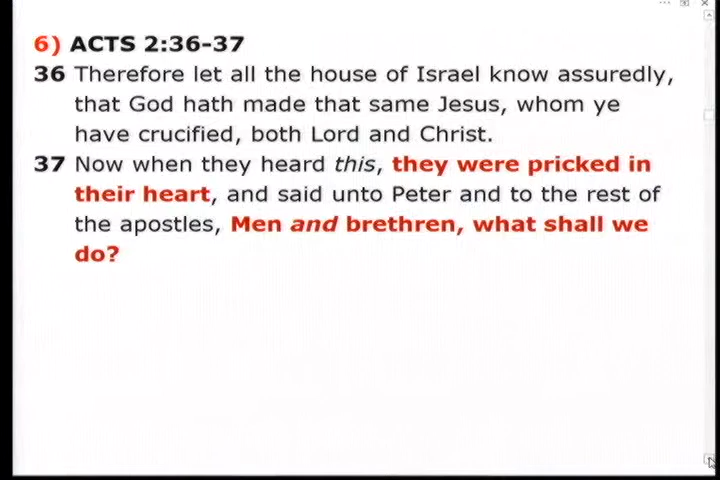 6) ACTS 2:36-37
36 Therefore let all the house of Israel know assuredly,
that God hath made that same Jesus, whom ye
have crucified, both Lord and Christ.
37 Now when they heard this, they were pricked in
their heart, and said unto Peter and to the rest of
the apostles, Men and brethren, what shall we
do?